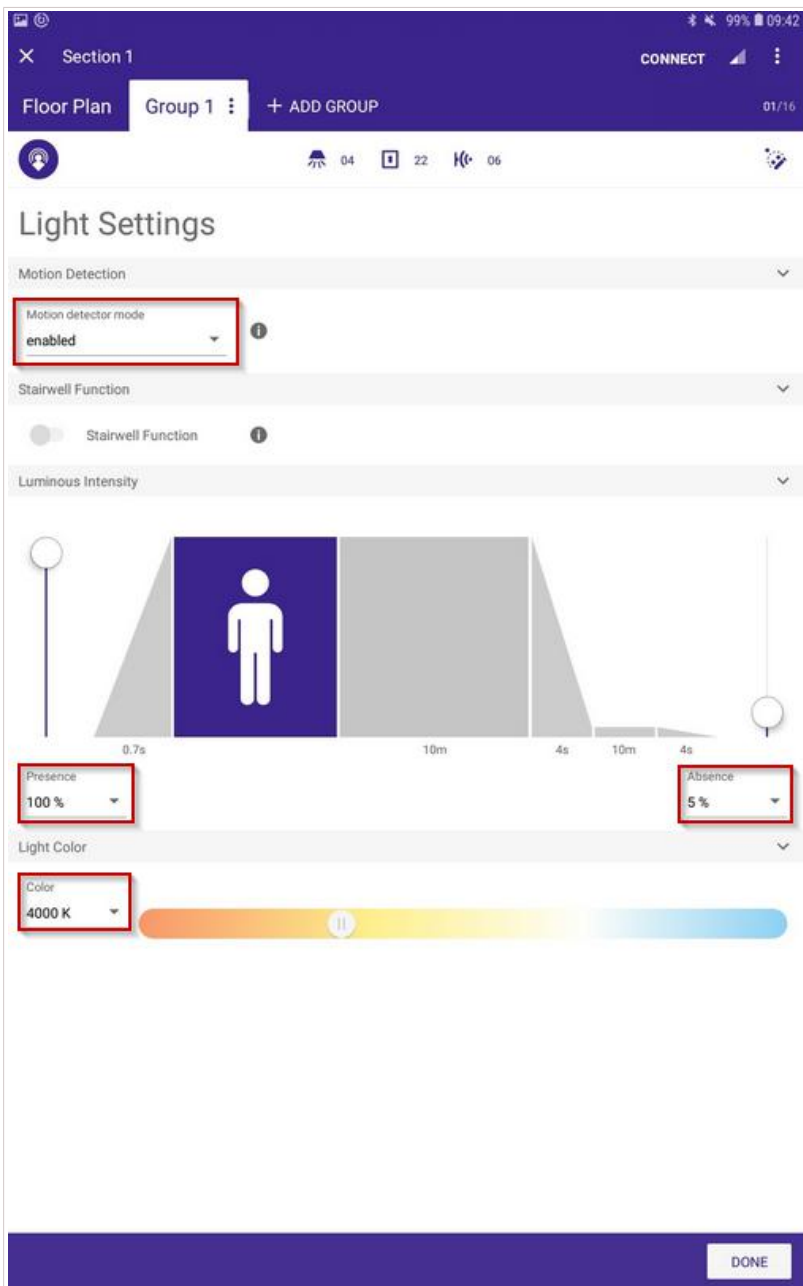 99% 09:42
Section 1 CONNECT
Floor Plan Group 1 + ADD GROUP 01/16
04 22 06
Light Settings
Motion Detection
Motion detector mode
enabled
Stairwell Function
Stairwell Function
Luminous Intensity
0.7s 10m 4s 10m 4s
Presence Absence
100 % 5 %
Light Color
Color
4000 K
DONE